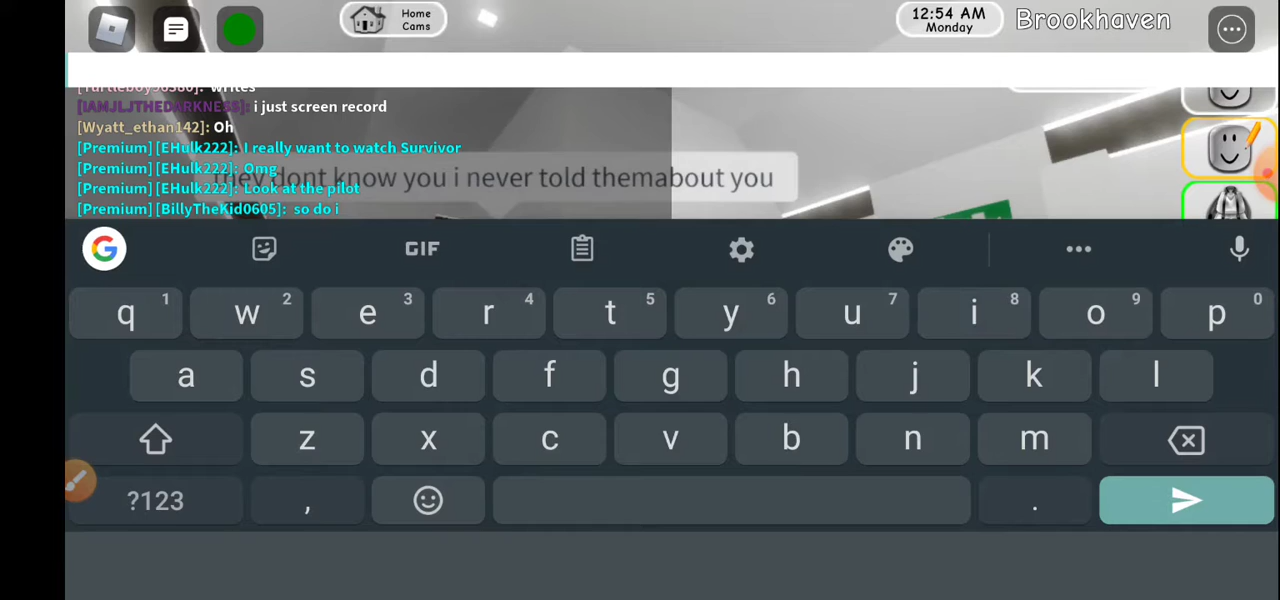 Home
Cams
12:54 AM
Monday
Brookhaven
writes
[IAMJLJTHEDARKNESS]: i just screen record
[Wyatt_ethan142]: Oh
[Premium] [EHulk222]: I really want to watch Survivor
[Premium] [EHulk222]: Omg
they dont know you i never told themabout you
[Premium] [EHulk222]: Look at the pilot
[Premium] [BillyTheKid0605]: so do i
G GIF
q 1 w 2 e 3 r 4 t 5 y 6 u 7 i 8 o 9 p 0
a s d f g h j k l
z x c v b n m
?123 , .